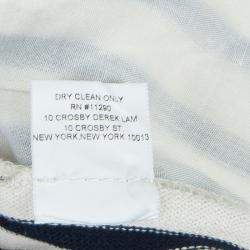 DRY CLEAN ONLY
RN #11290
10 CROSBY DEREK LAM
10 CROSBY ST.
NEW YORK, NEW YORK 10013